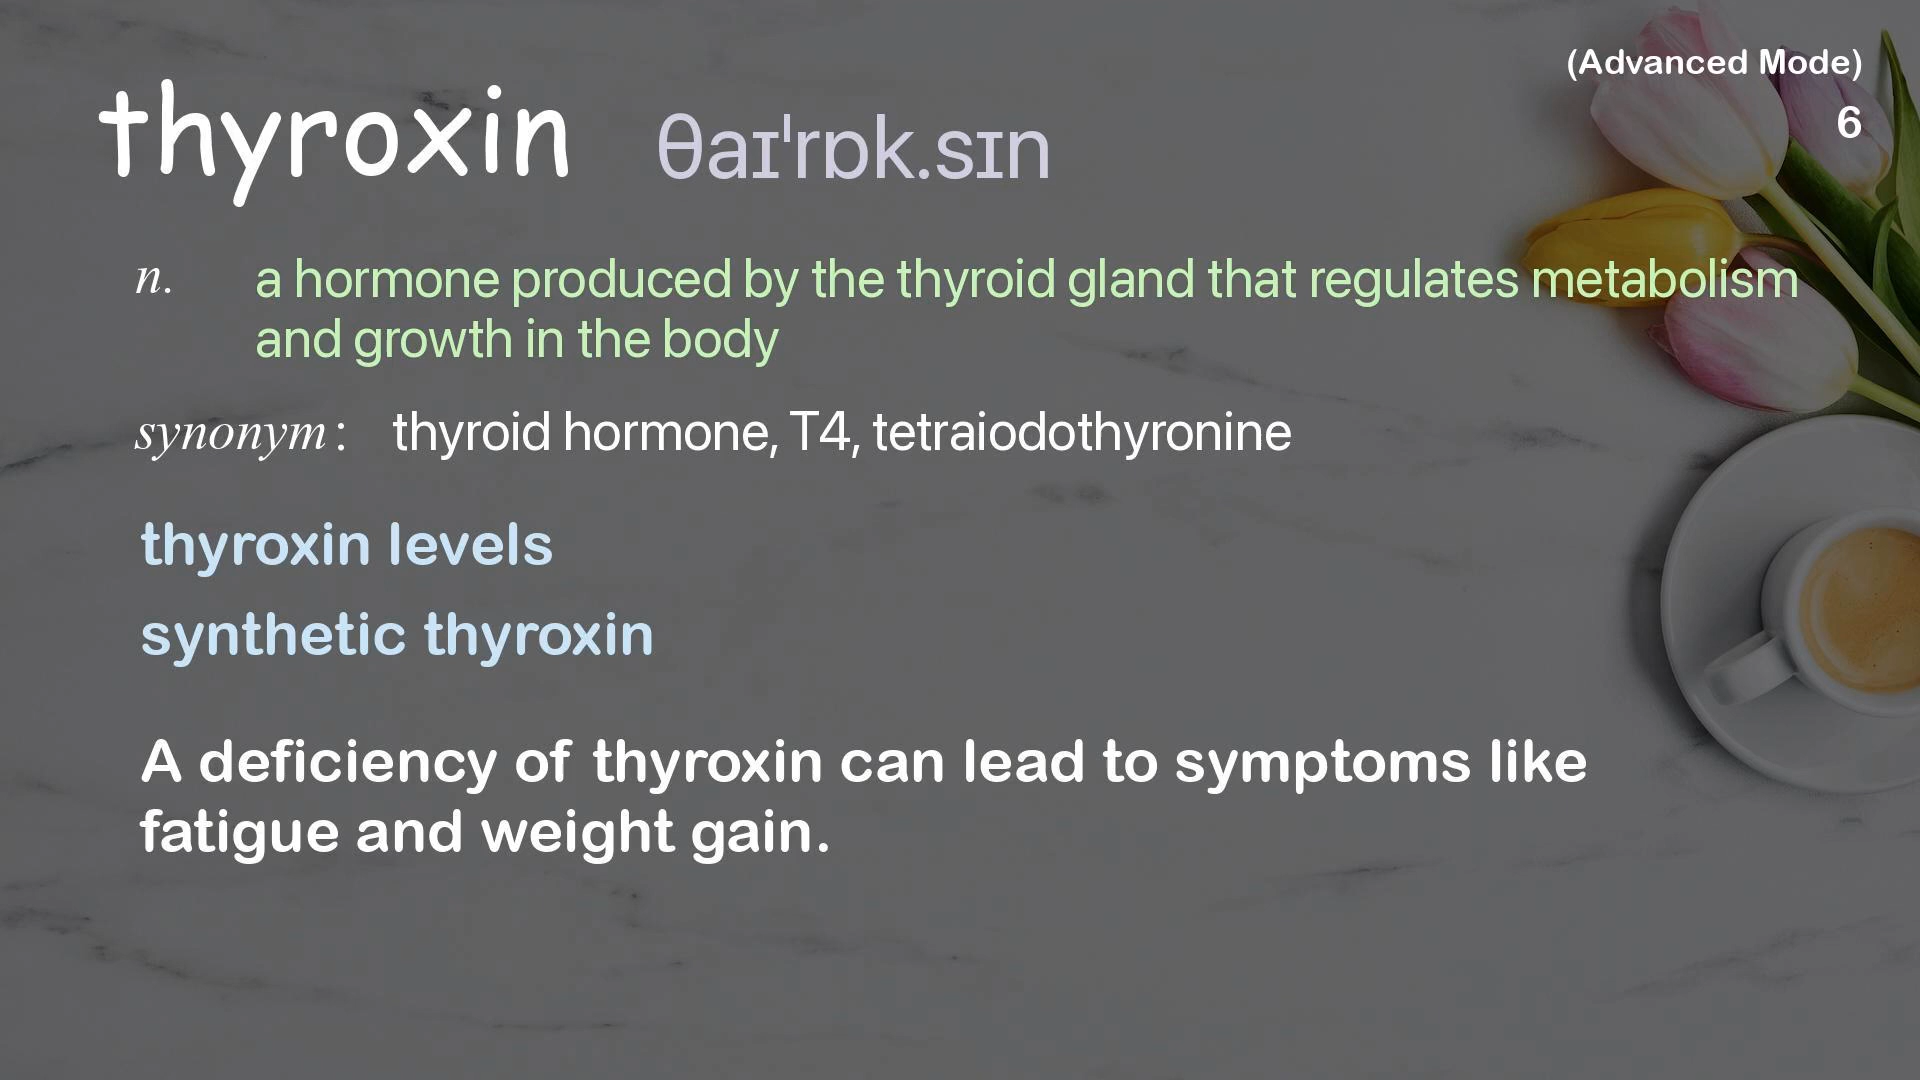 (Advanced Mode)
thyroxin θaɪˈrɒk.sɪn
6
n. a hormone produced by the thyroid gland that regulates metabolism
and growth in the body
synonym: thyroid hormone, T4, tetraiodothyronine
thyroxin levels
synthetic thyroxin
A deficiency of thyroxin can lead to symptoms like
fatigue and weight gain.